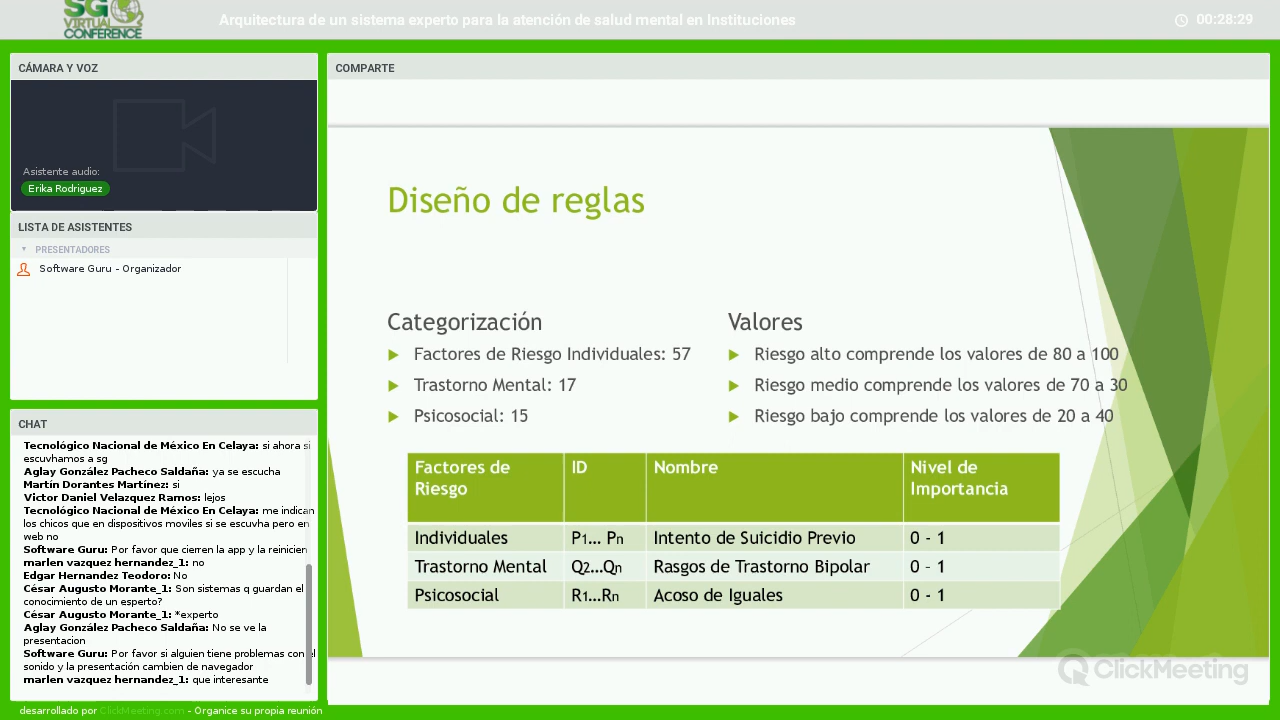 SG
VIRTUAL
CONFERENCE
Arquitectura de un sistema experto para la atención de salud mental en Instituciones
00:28:29
CÁMARA Y VOZ
Asistente audio:
Erika Rodriguez
LISTA DE ASISTENTES
PRESENTADORES
Software Guru - Organizador
CHAT
Tecnológico Nacional de México En Celaya: si ahora si
escuvhamos a sg
Aglay González Pacheco Saldaña: ya se escucha
Martín Dorantes Martínez: si
Victor Daniel Velazquez Ramos: lejos
Tecnológico Nacional de México En Celaya: me indican
los chicos que en dispositivos moviles si se escuvha pero en
web no
Software Guru: Por favor que cierren la app y la reinicien
marlen vazquez hernandez_1: no
Edgar Hernandez Teodoro: No
César Augusto Morante_1: Son sistemas q guardan el
conocimiento de un esperto?
César Augusto Morante_1: *experto
Aglay González Pacheco Saldaña: No se ve la
presentacion
Software Guru: Por favor si alguien tiene problemas con el
sonido y la presentación cambien de navegador
marlen vazquez hernandez_1: que interesante
desarrollado por ClickMeeting.com - Organice su propia reunión
COMPARTE
Diseño de reglas
Categorización
Factores de Riesgo Individuales: 57
Trastorno Mental: 17
Psicosocial: 15
Valores
Riesgo alto comprende los valores de 80 a 100
Riesgo medio comprende los valores de 70 a 30
Riesgo bajo comprende los valores de 20 a 40
Factores de Riesgo ID Nombre Nivel de Importancia
Individuales P1... Pn Intento de Suicidio Previo 0 - 1
Trastorno Mental Q2...Qn Rasgos de Trastorno Bipolar 0 - 1
Psicosocial R1...Rn Acoso de Iguales 0 - 1
ClickMeeting